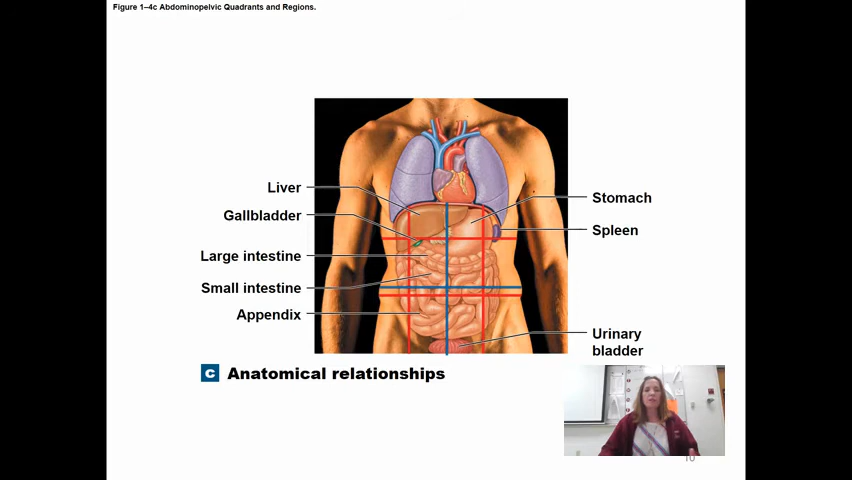 Figure 1–4c Abdominopelvic Quadrants and Regions.
Liver
Gallbladder
Large intestine
Small intestine
Appendix
Stomach
Spleen
Urinary
bladder
C Anatomical relationships
10